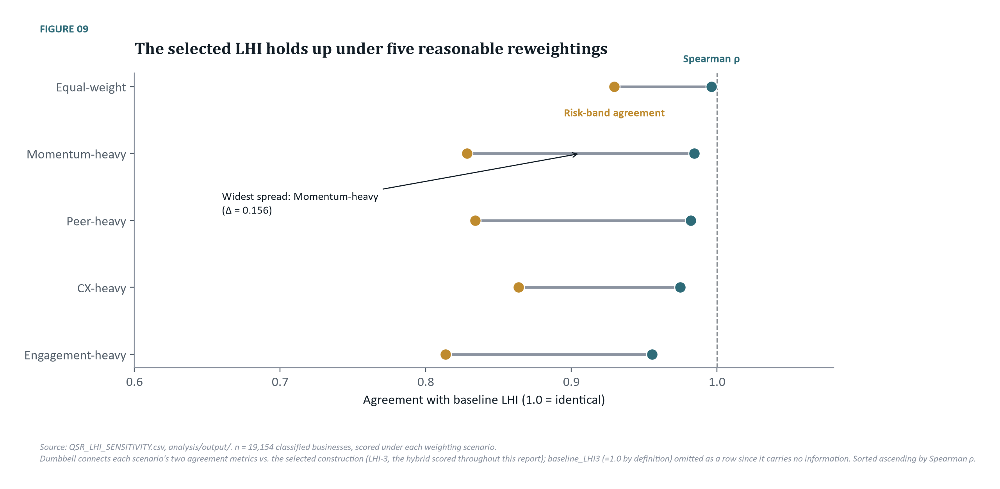 FIGURE 09
The selected LHI holds up under five reasonable reweightings
Spearman ρ
Equal-weight
Risk-band agreement
Momentum-heavy
Widest spread: Momentum-heavy
(Δ = 0.156)
Peer-heavy
CX-heavy
Engagement-heavy
0.6
0.7
0.8
0.9
1.0
Agreement with baseline LHI (1.0 = identical)
Source: QSR_LHI_SENSITIVITY.csv, analysis/output/. n = 19,154 classified businesses, scored under each weighting scenario.
Dumbbell connects each scenario's two agreement metrics vs. the selected construction (LHI-3, the hybrid scored throughout this report); baseline_LHI3 (=1.0 by definition) omitted as a row since it carries no information. Sorted ascending by Spearman ρ.